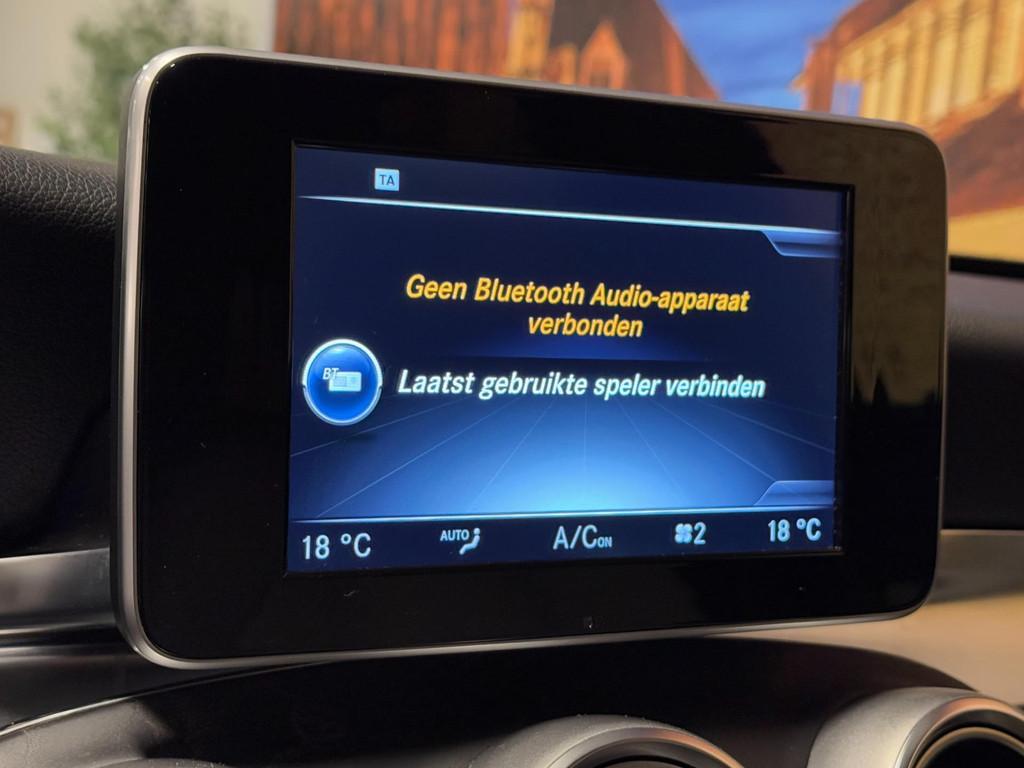 TA
Geen Bluetooth Audio-apparaat
verbonden
BT
Laatst gebruikte speler verbinden
18 °C AUTO A/C ON 2 18 °C